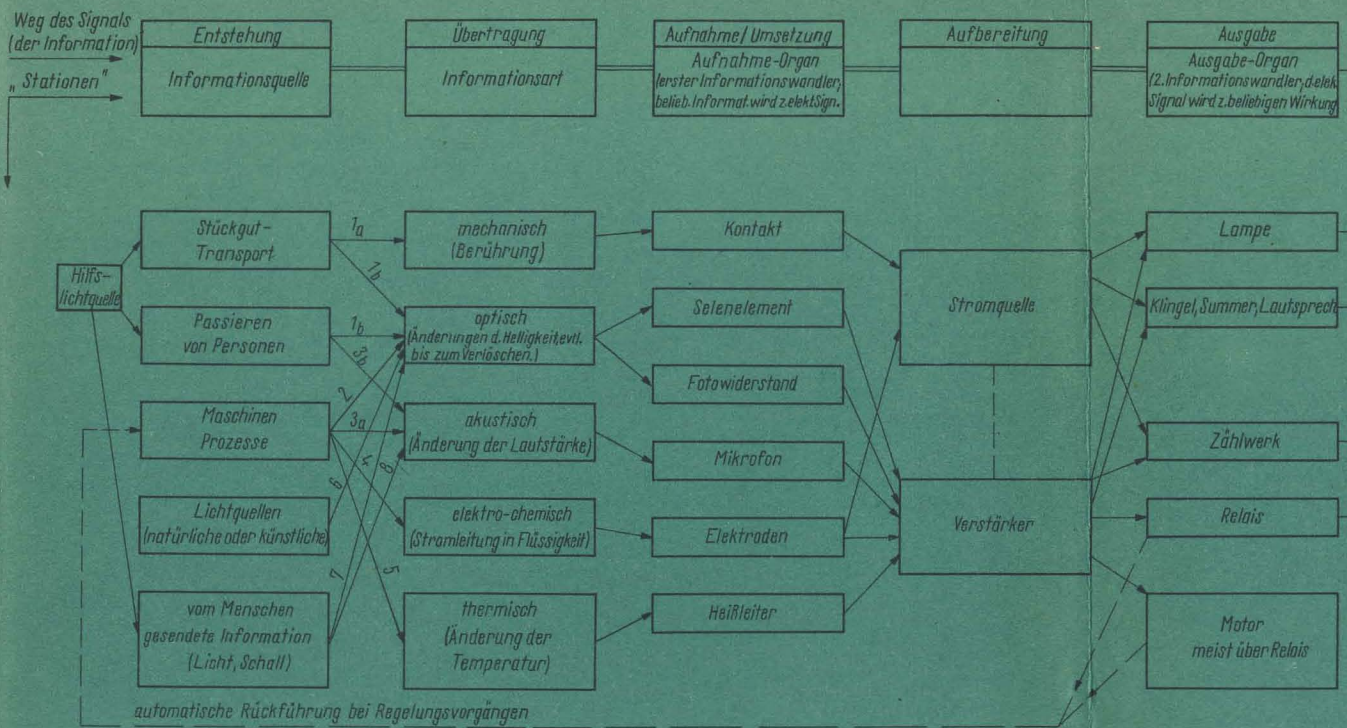 Weg des Signals
(der Information)
„Stationen"
Entstehung
Informationsquelle
Übertragung
Informationsart
Aufnahme/Umsetzung
Aufnahme-Organ
(erster Informationswandler,
belieb. Informat. wird z. elekt. Sign.
Aufbereitung
Ausgabe
Ausgabe-Organ
(2. Informationswandler, d. elek.
Signal wird z. beliebigen Wirkung
Hilfs-
lichtquelle
Stückgut-
Transport
Passieren
von Personen
Maschinen
Prozesse
Lichtquellen
(natürliche oder künstliche)
vom Menschen
gesendete Information
(Licht, Schall)
1a
1b
1b
3b
2
3a
4
8
6
7
5
mechanisch
(Berührung)
optisch
(Änderungen d. Helligkeit, evtl.
bis zum Verlöschen.)
akustisch
(Änderung der Lautstärke)
elektro-chemisch
(Stromleitung in Flüssigkeit)
thermisch
(Änderung der
Temperatur)
Kontakt
Selenelement
Fotowiderstand
Mikrofon
Elektroden
Heißleiter
Stromquelle
Verstärker
Lampe
Klingel, Summer, Lautsprech
Zählwerk
Relais
Motor
meist über Relais
automatische Rückführung bei Regelungsvorgängen